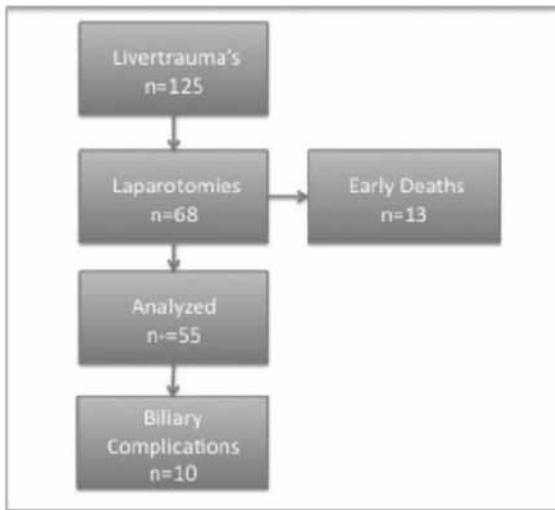 Livertrauma's
n=125
Laparotomies
n=68
Early Deaths
n=13
Analyzed
n-=55
Biliary
Complications
n=10